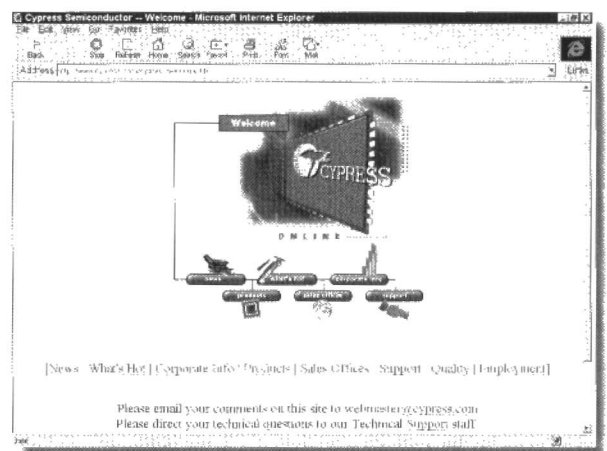 Cypress Semiconductor -- Welcome - Microsoft Internet Explorer
File Edit View Go Favorites Help
Back Stop Refresh Home Search Print Font Mail
Address Links
Welcome
CYPRESS
ONLINE
news what's hot corporate info
products sales offices support
[News What's Hot | Corporate Info | Products | Sales Offices Support Quality | Employment]
Please email your comments on this site to webmaster@cypress.com
Please direct your technical questions to our Technical Support staff